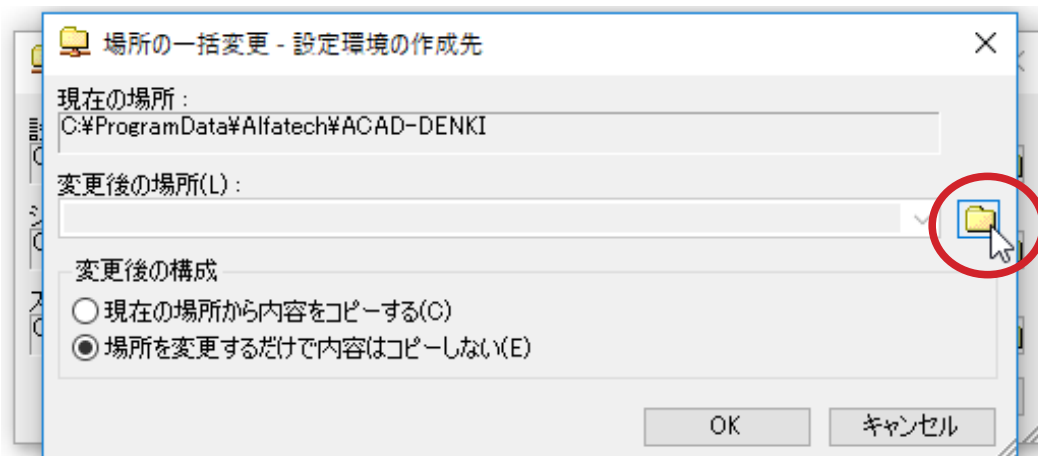 場所の一括変更 - 設定環境の作成先
現在の場所 :
C:¥ProgramData¥Alfatech¥ACAD-DENKI
変更後の場所(L) :
変更後の構成
現在の場所から内容をコピーする(C)
場所を変更するだけで内容はコピーしない(E)
OK
キャンセル